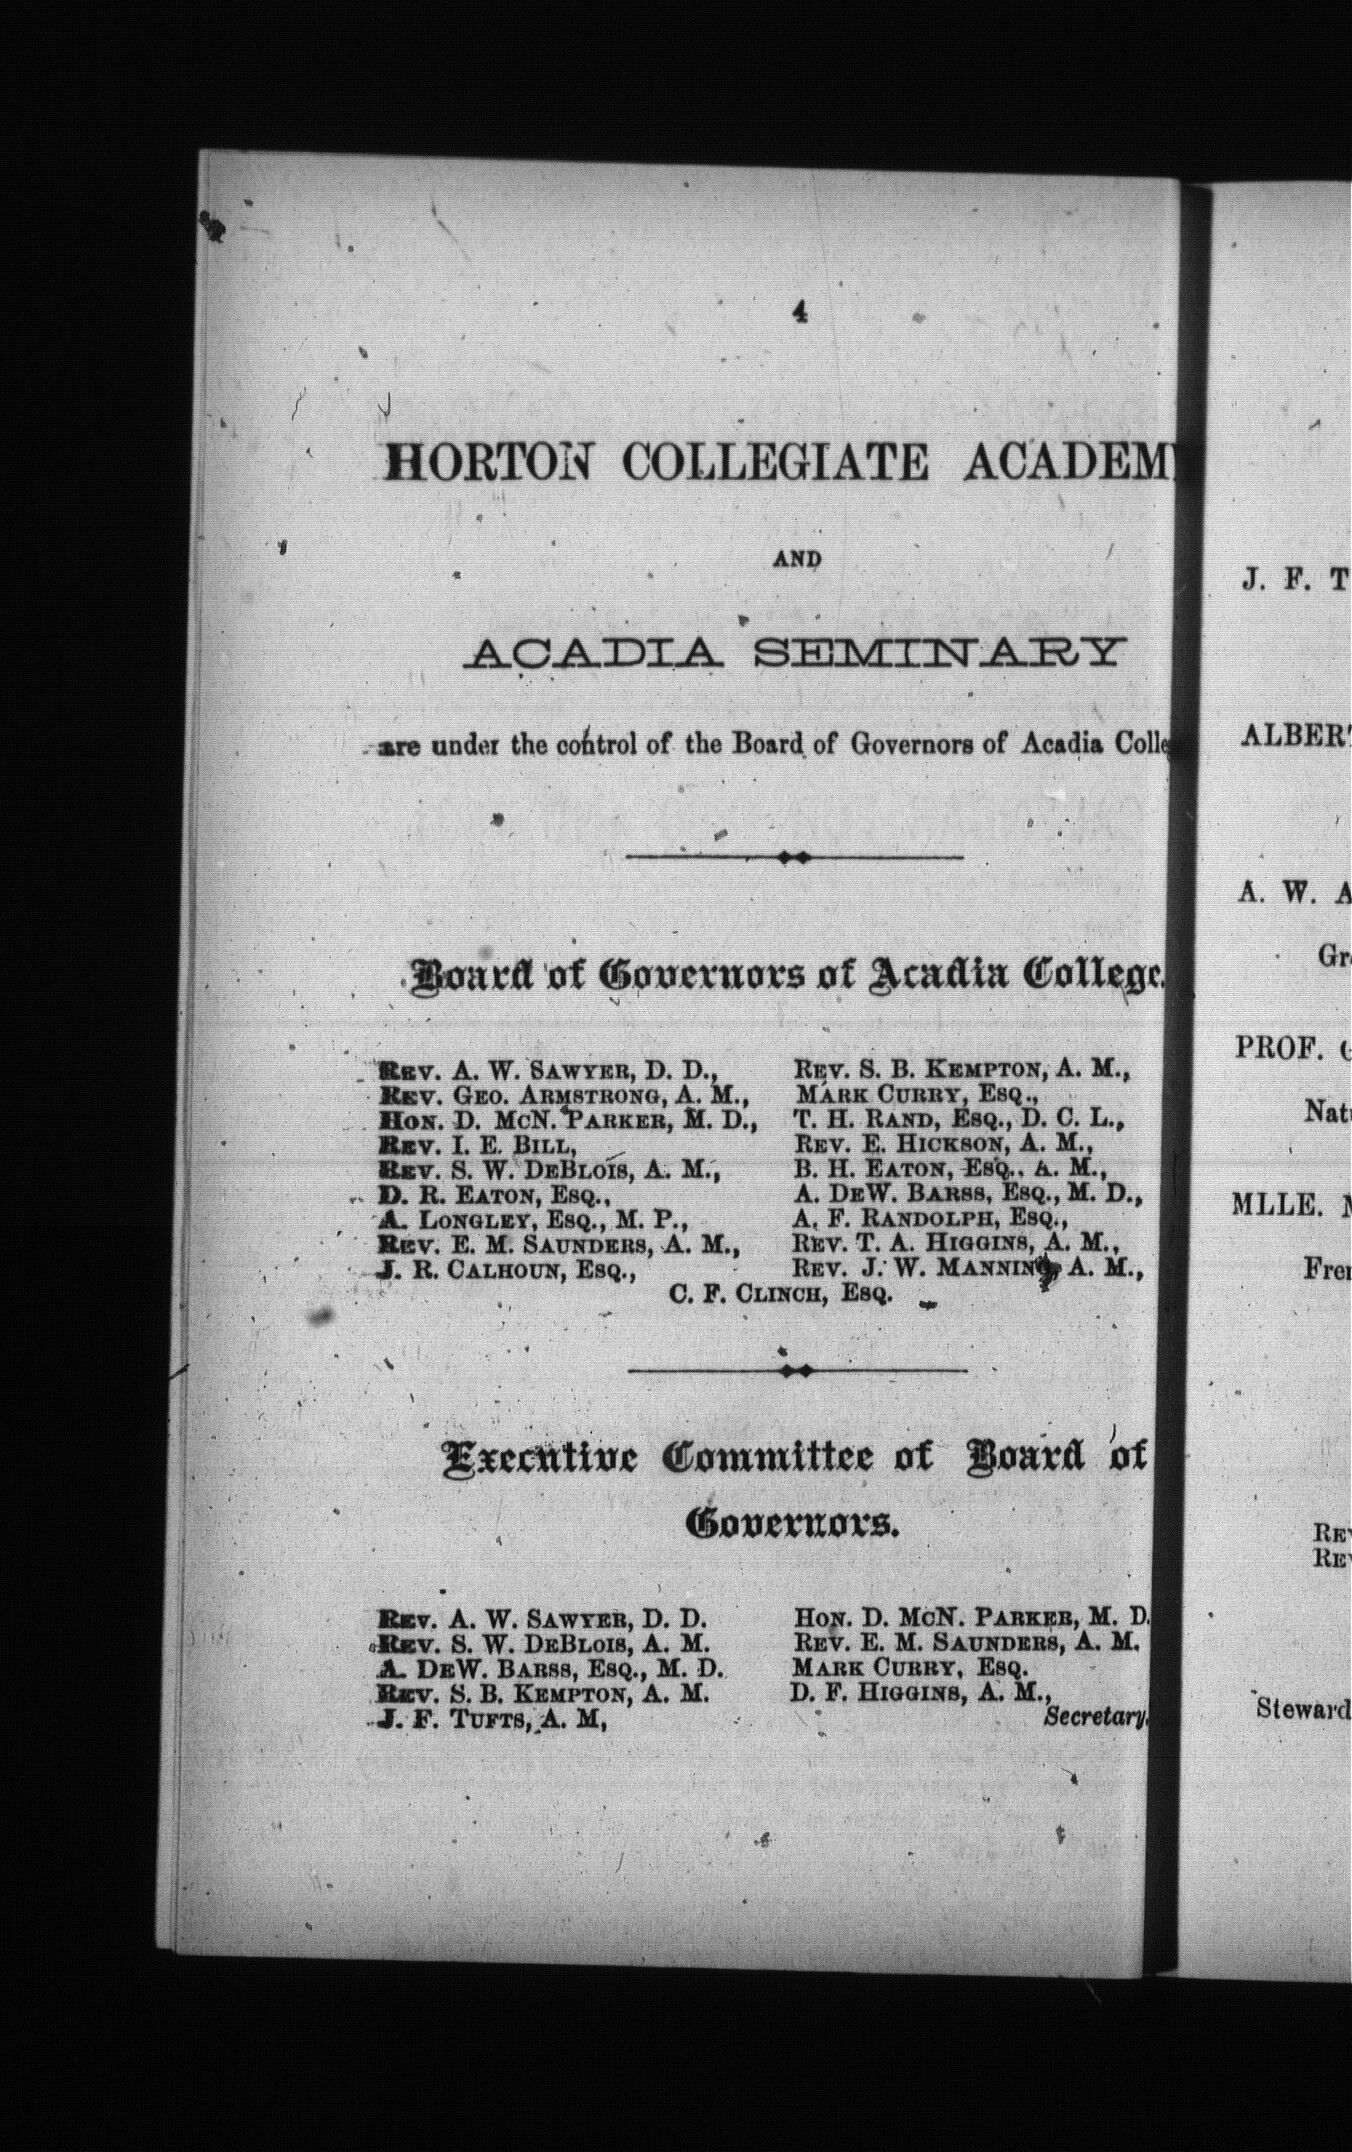 4
HORTON COLLEGIATE ACADEMY
AND
ACADIA SEMINARY
are under the control of the Board of Governors of Acadia Colle
Board of Governors of Acadia College.
REV. A. W. SAWYER, D. D.,
REV. GEO. ARMSTRONG, A. M.,
HON. D. MCN. PARKER, M. D.,
REV. I. E. BILL,
REV. S. W. DEBLOIS, A. M.,
D. R. EATON, ESQ.,
A. LONGLEY, ESQ., M. P.,
REV. E. M. SAUNDERS, A. M.,
J. R. CALHOUN, ESQ.,
REV. S. B. KEMPTON, A. M.,
MARK CURRY, ESQ.,
T. H. RAND, ESQ., D. C. L.,
REV. E. HICKSON, A. M.,
B. H. EATON, ESQ., A. M.,
A. DEW. BARSS, ESQ., M. D.,
A. F. RANDOLPH, ESQ.,
REV. T. A. HIGGINS, A. M.,
REV. J. W. MANNING, A. M.,
C. F. CLINCH, ESQ.
Executive Committee of Board of
Governors.
REV. A. W. SAWYER, D. D.
REV. S. W. DEBLOIS, A. M.
A. DEW. BARSS, ESQ., M. D.
REV. S. B. KEMPTON, A. M.
J. F. TUFTS, A. M,
HON. D. MCN. PARKER, M. D.
REV. E. M. SAUNDERS, A. M.
MARK CURRY, ESQ.
D. F. HIGGINS, A. M.,
Secretary.
J. F. T
ALBERT
A. W. A
Gr
PROF.
Natu
MLLE.
Fre
REV
REV
Steward